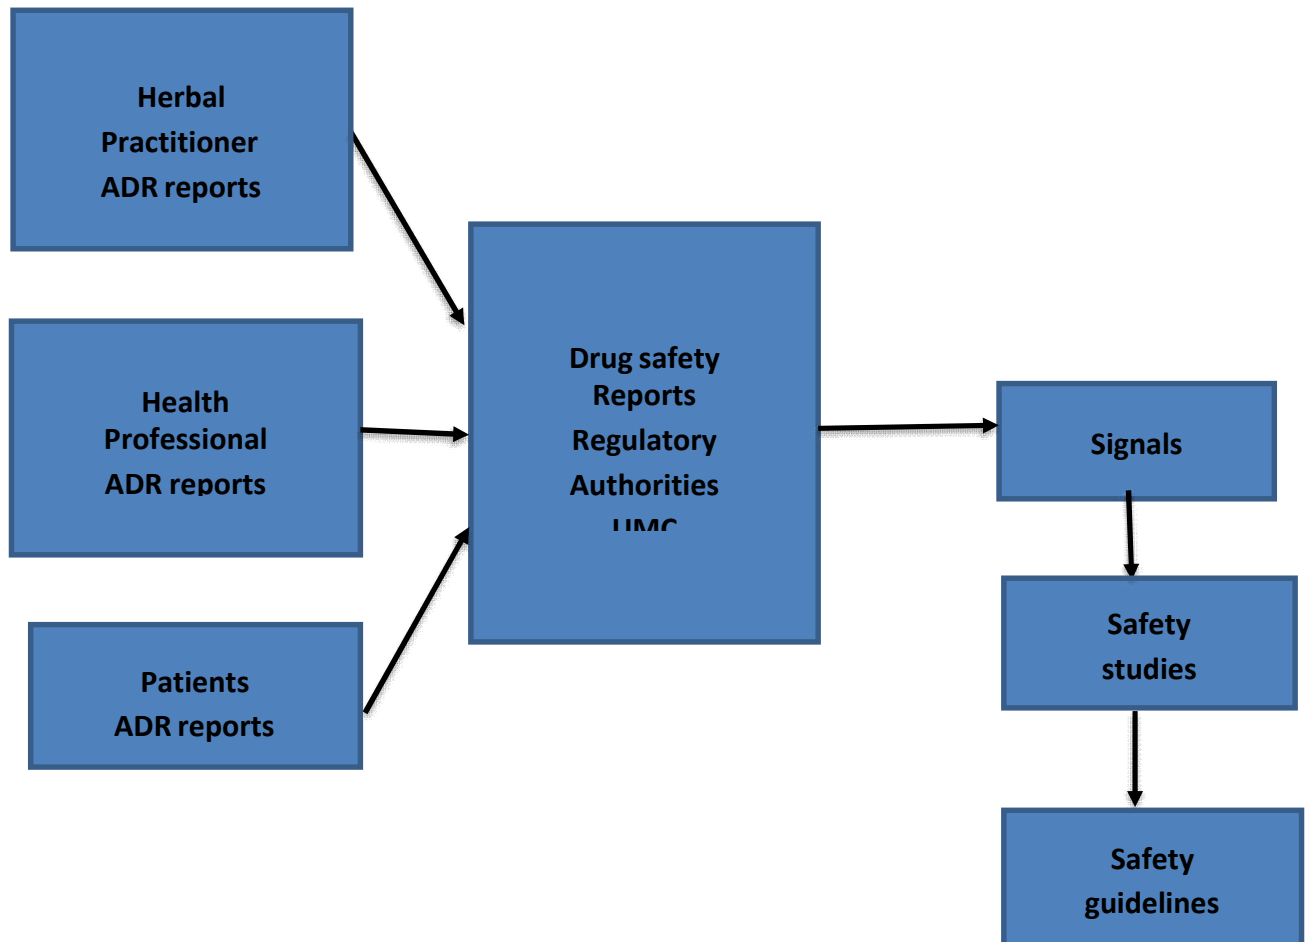 Herbal
Practitioner
ADR reports
Health
Professional
ADR reports
Patients
ADR reports
Drug safety
Reports
Regulatory
Authorities
UMC
Signals
Safety
studies
Safety
guidelines